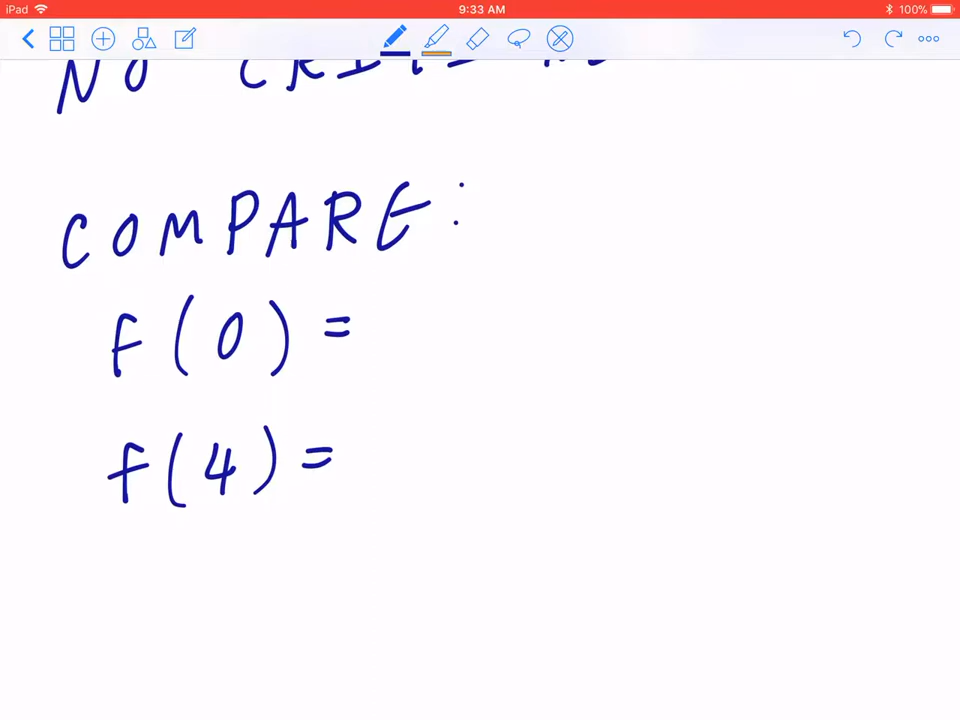 iPad 9:33 AM 100%
NO
COMPARE:
f(0)=
f(4)=